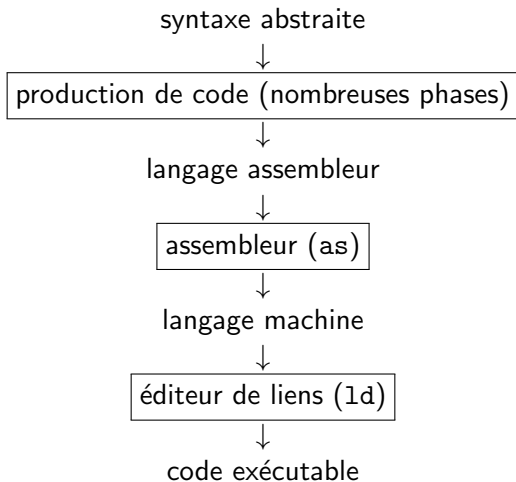 syntaxe abstraite
↓
production de code (nombreuses phases)
↓
langage assembleur
↓
assembleur (as)
↓
langage machine
↓
éditeur de liens (ld)
↓
code exécutable